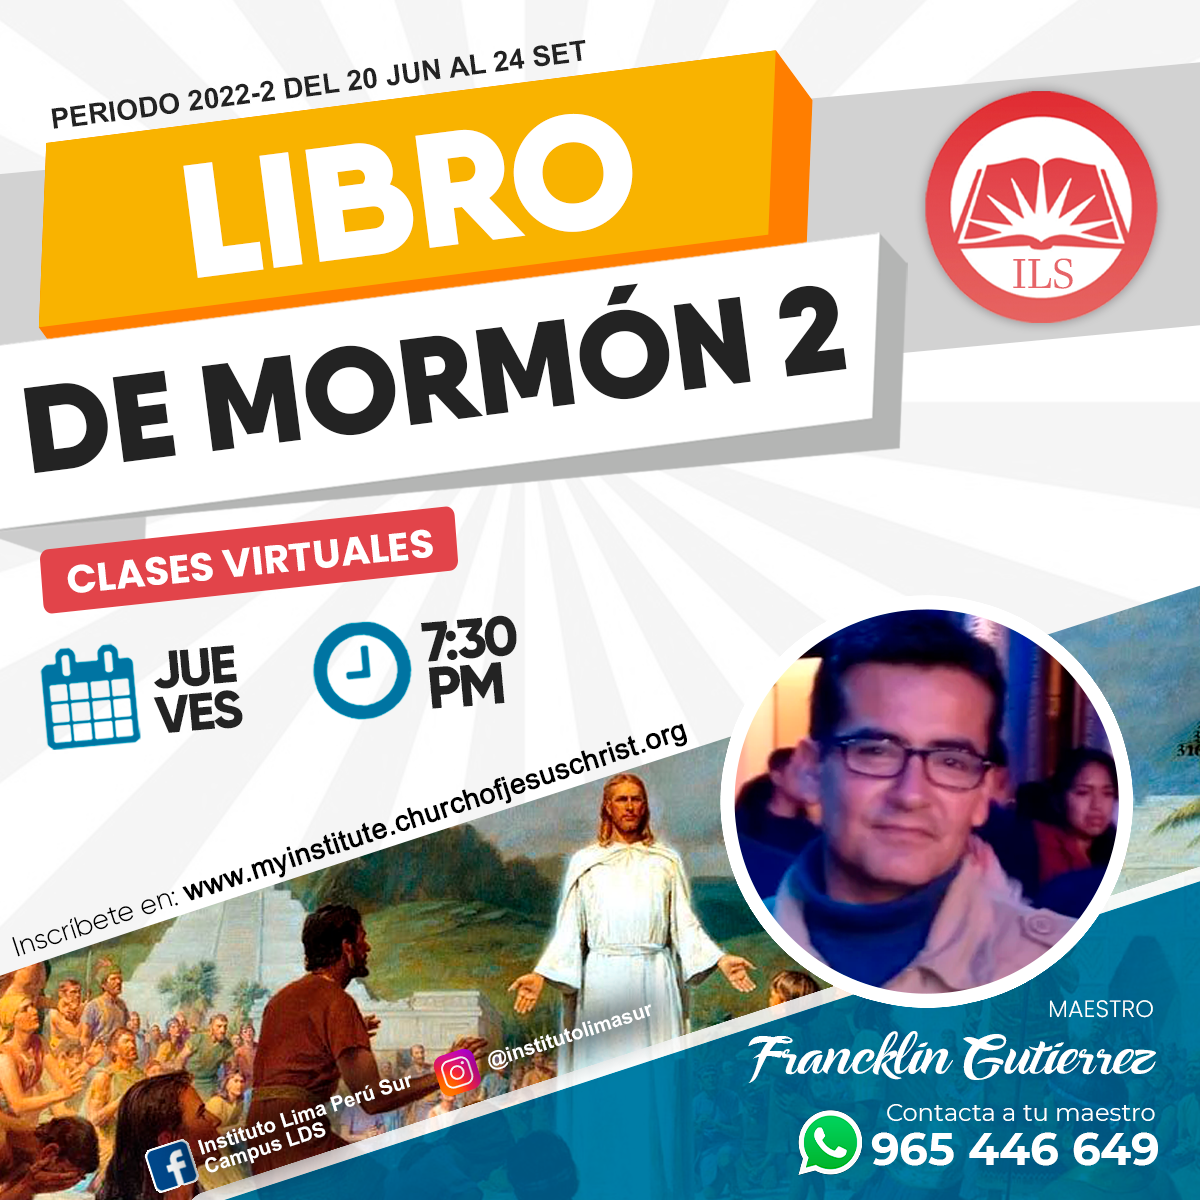 PERIODO 2022-2 DEL 20 JUN AL 24 SET
LIBRO
DE MORMÓN 2
ILS
CLASES VIRTUALES
JUE
VES
7:30
PM
Inscríbete en: www.myinstitute.churchofjesuschrist.org
316
@institutolimasur
Instituto Lima Perú Sur
Campus LDS
MAESTRO
Francklin Gutierrez
Contacta a tu maestro
965 446 649